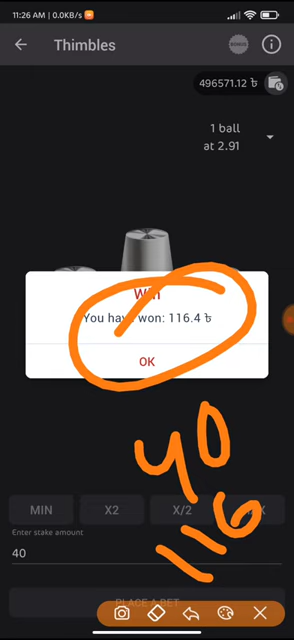 11:26 AM | 0.0KB/s
Thimbles
BONUS
496571.12 ৳
1 ball
at 2.91
Win
You have won: 116.4 ৳
OK
40
116
MIN
X2
X/2
Enter stake amount
40
PLACE A BET